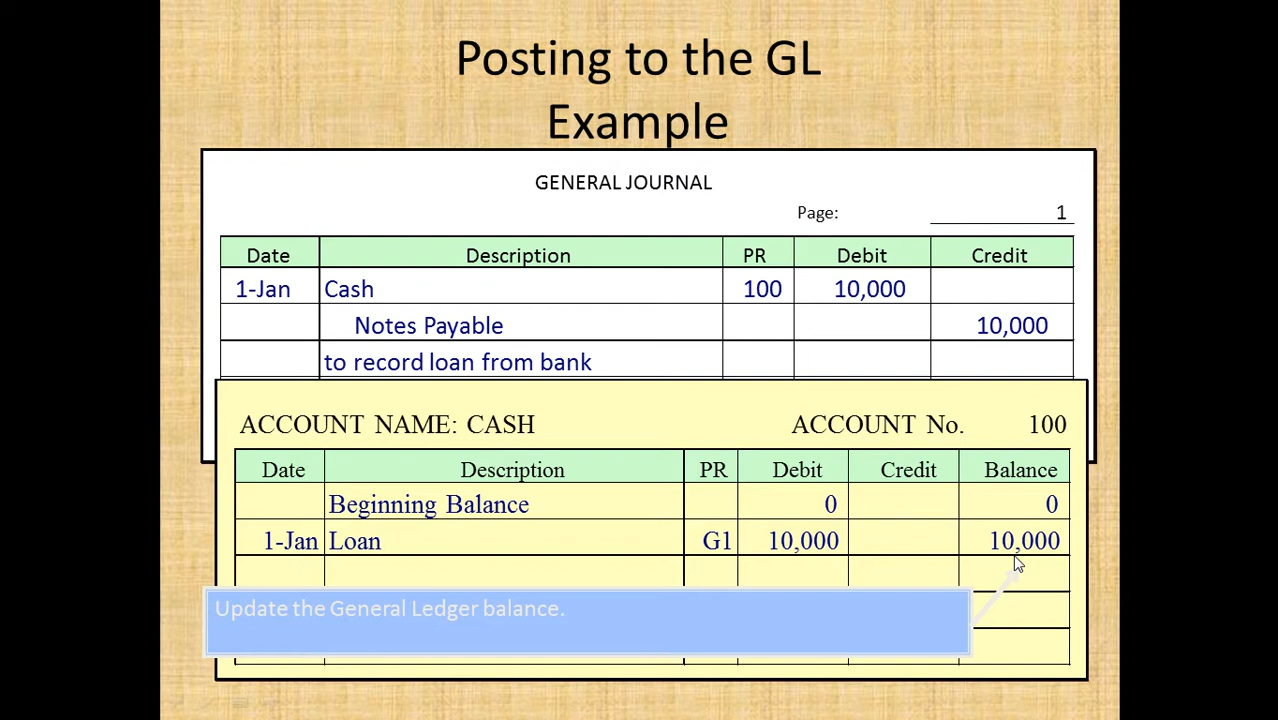 Posting to the GL
Example
GENERAL JOURNAL
Page: 1
Date Description PR Debit Credit
1-Jan Cash 100 10,000
Notes Payable 10,000
to record loan from bank
ACCOUNT NAME: CASH ACCOUNT No. 100
Date Description PR Debit Credit Balance
Beginning Balance 0 0
1-Jan Loan G1 10,000 10,000
Update the General Ledger balance.